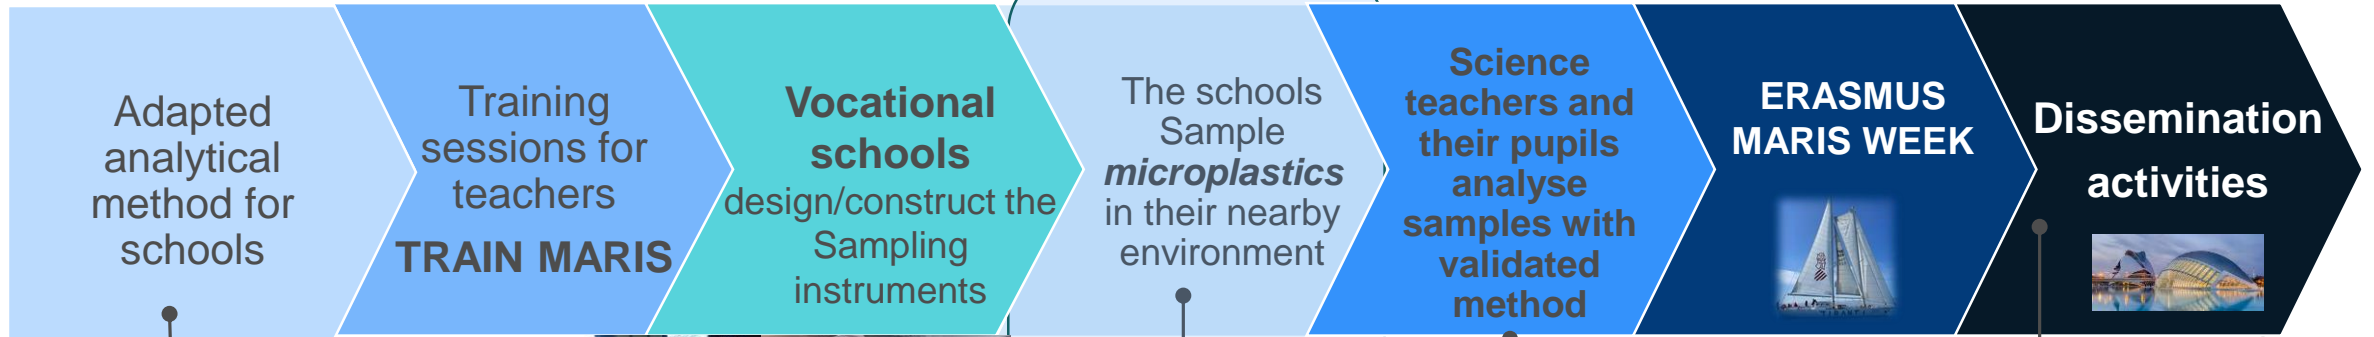 Adapted
analytical
method for
schools
Training
sessions for
teachers
TRAIN MARIS
Vocational
schools
design/construct the
Sampling
instruments
The schools
Sample
microplastics
in their nearby
environment
Science
teachers and
their pupils
analyse
samples with
validated
method
ERASMUS
MARIS WEEK
Dissemination
activities